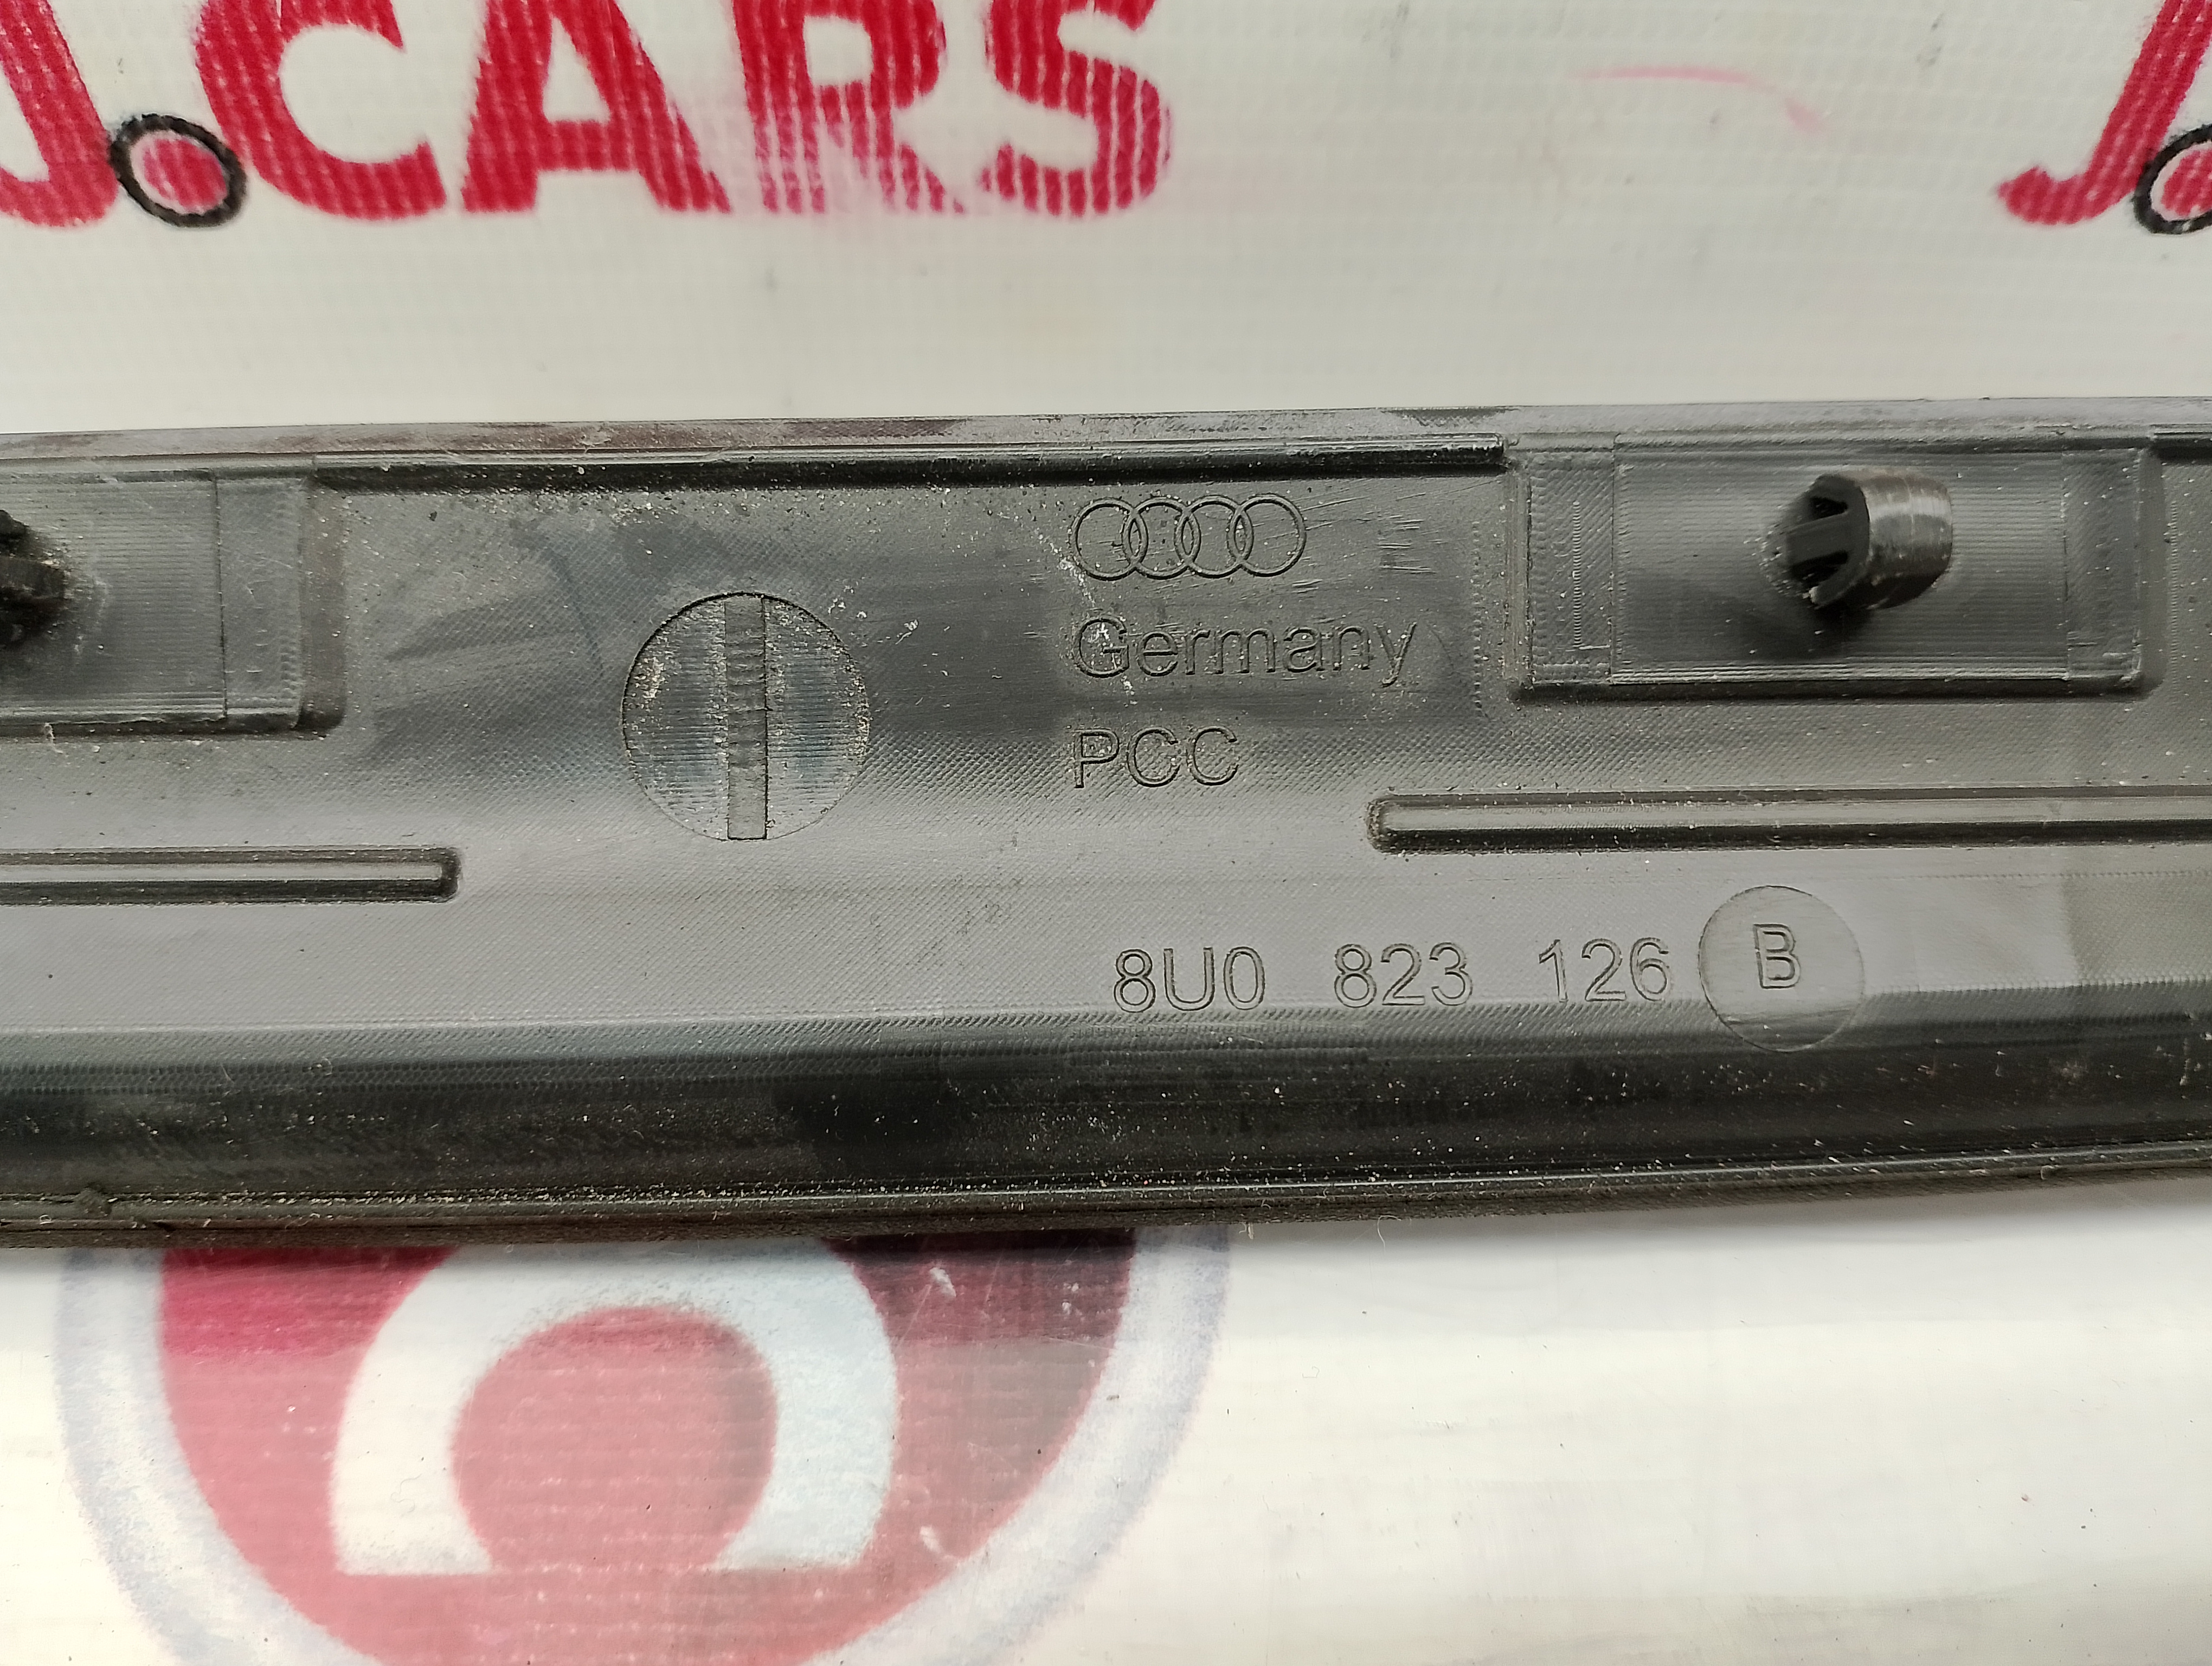 J.CARS J.
Germany
PCC
8U0 823 126 B